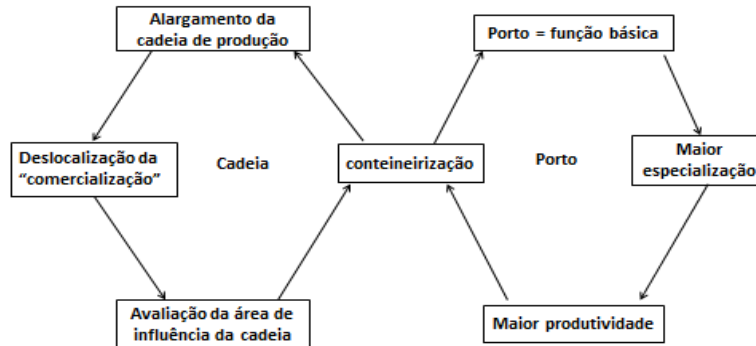 Alargamento da
cadeia de produção
Porto = função básica
Deslocalização da
“comercialização”
Cadeia
conteineirização
Porto
Maior
especialização
Avaliação da área de
influência da cadeia
Maior produtividade